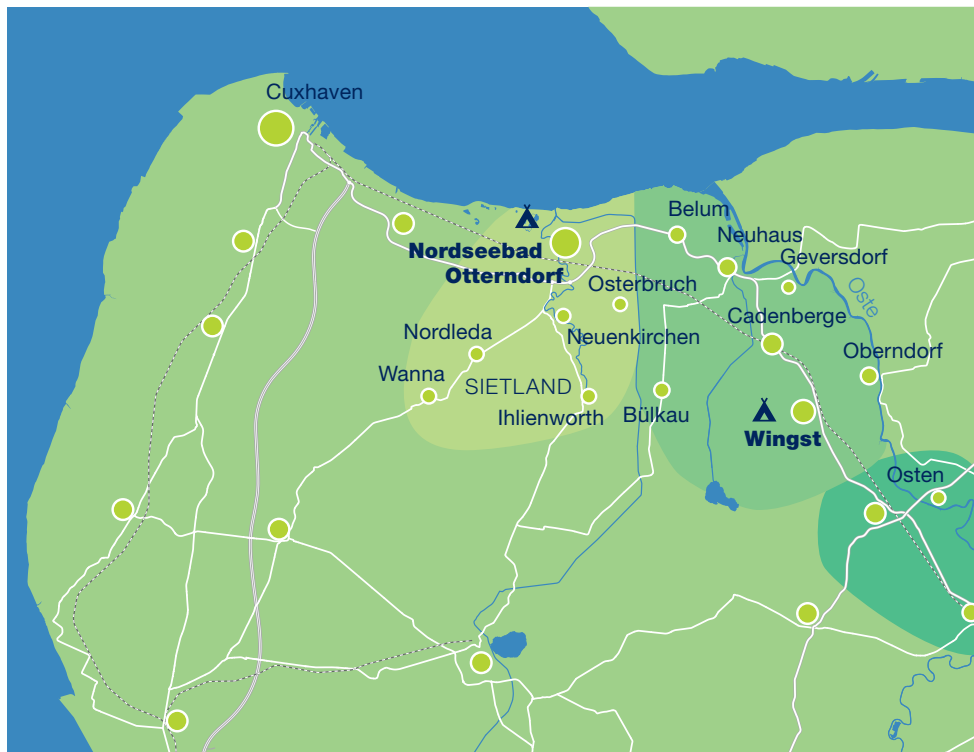 Cuxhaven
Belum
Neuhaus
Nordseebad
Otterndorf
Geversdorf
Osterbruch
Oste
Cadenberge
Nordleda
Neuenkirchen
Oberndorf
Wanna
SIETLAND
Ihlienworth
Bülkau
Wingst
Osten